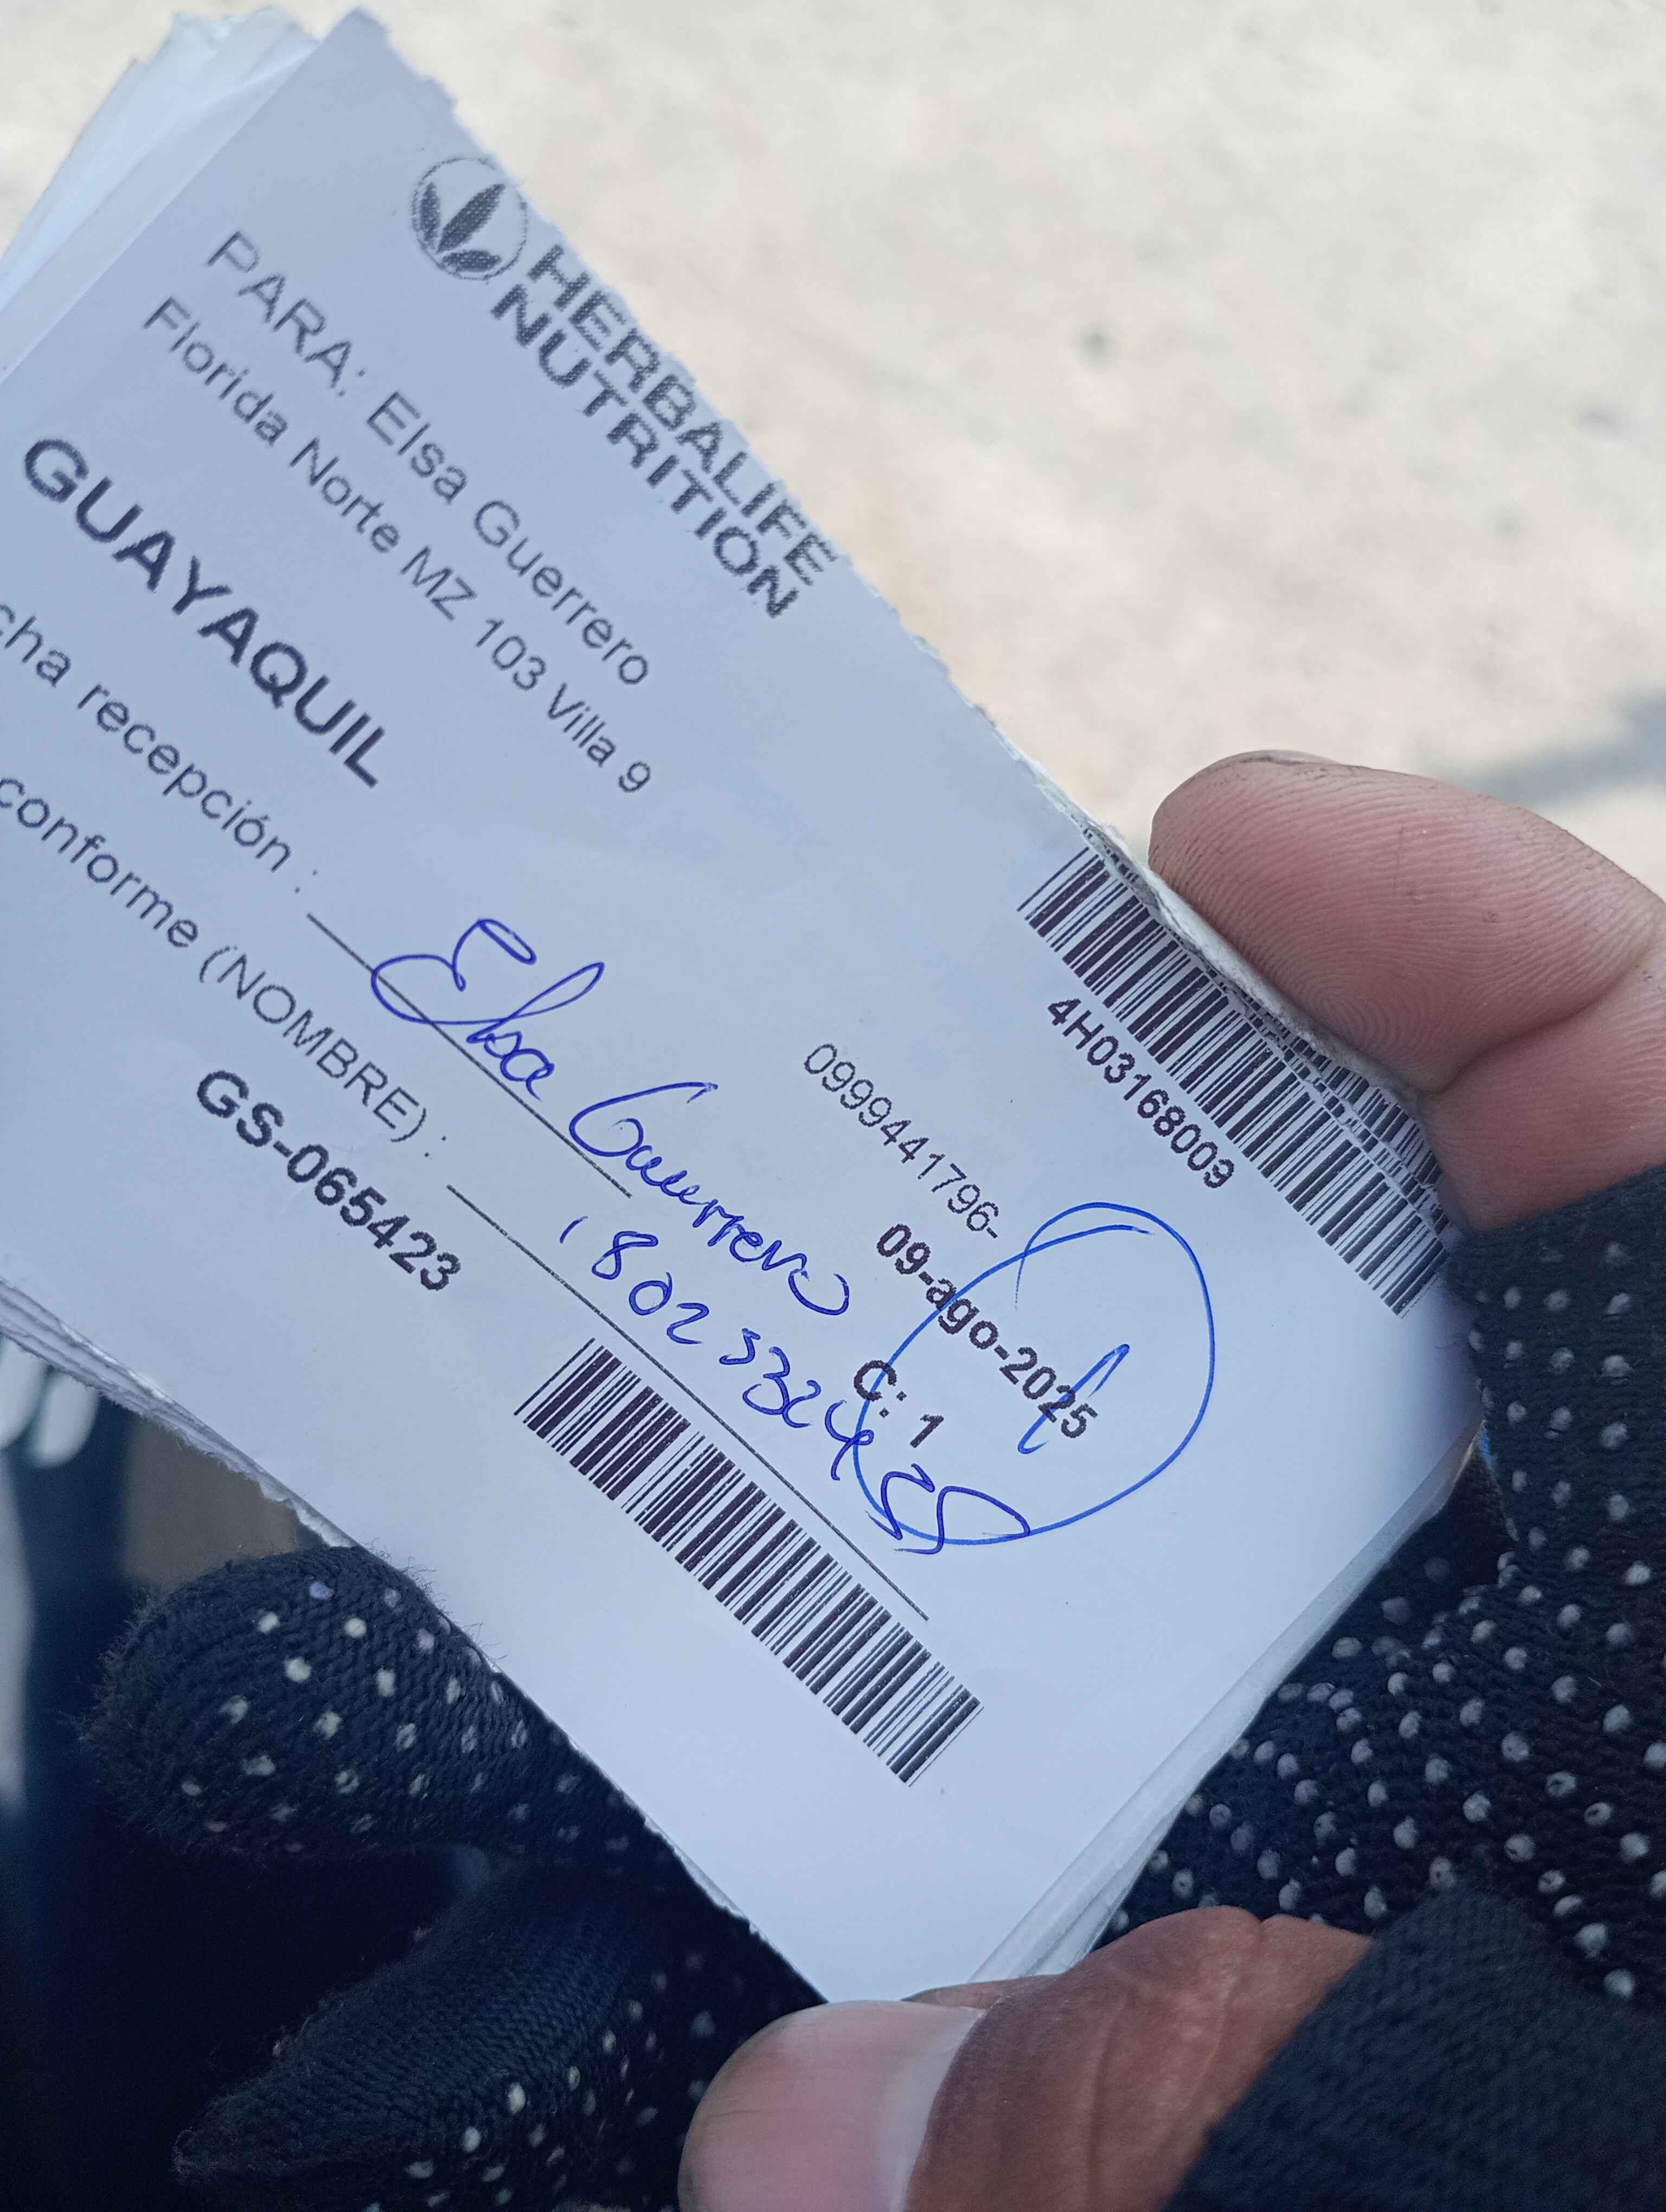 HERBALIFE
NUTRITION
PARA: Elsa Guerrero
Florida Norte MZ 103 Villa 9
GUAYAQUIL
4H03168009
0999441796-
09-ago-2025
C: 1
cha recepción :
Elsa Guerrero
conforme (NOMBRE) :
GS-065423